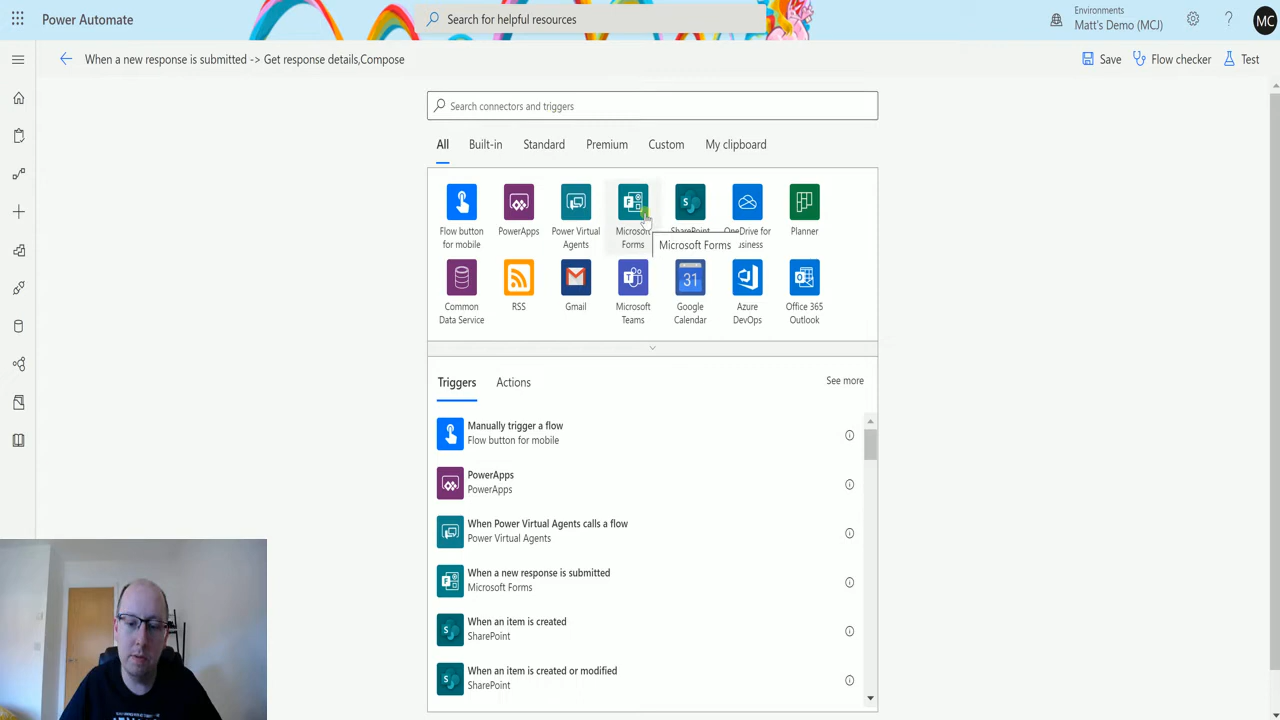 Power Automate
Search for helpful resources
Environments
Matt's Demo (MCJ)
?
MC
When a new response is submitted -> Get response details,Compose
Save
Flow checker
Test
Search connectors and triggers
All
Built-in
Standard
Premium
Custom
My clipboard
Flow button
for mobile
PowerApps
Power Virtual
Agents
Microsoft
Forms
SharePoint
OneDrive for
business
Planner
Microsoft Forms
Common
Data Service
RSS
Gmail
Microsoft
Teams
31
Google
Calendar
Azure
DevOps
Office 365
Outlook
Triggers
Actions
See more
Manually trigger a flow
Flow button for mobile
PowerApps
PowerApps
When Power Virtual Agents calls a flow
Power Virtual Agents
When a new response is submitted
Microsoft Forms
When an item is created
SharePoint
When an item is created or modified
SharePoint